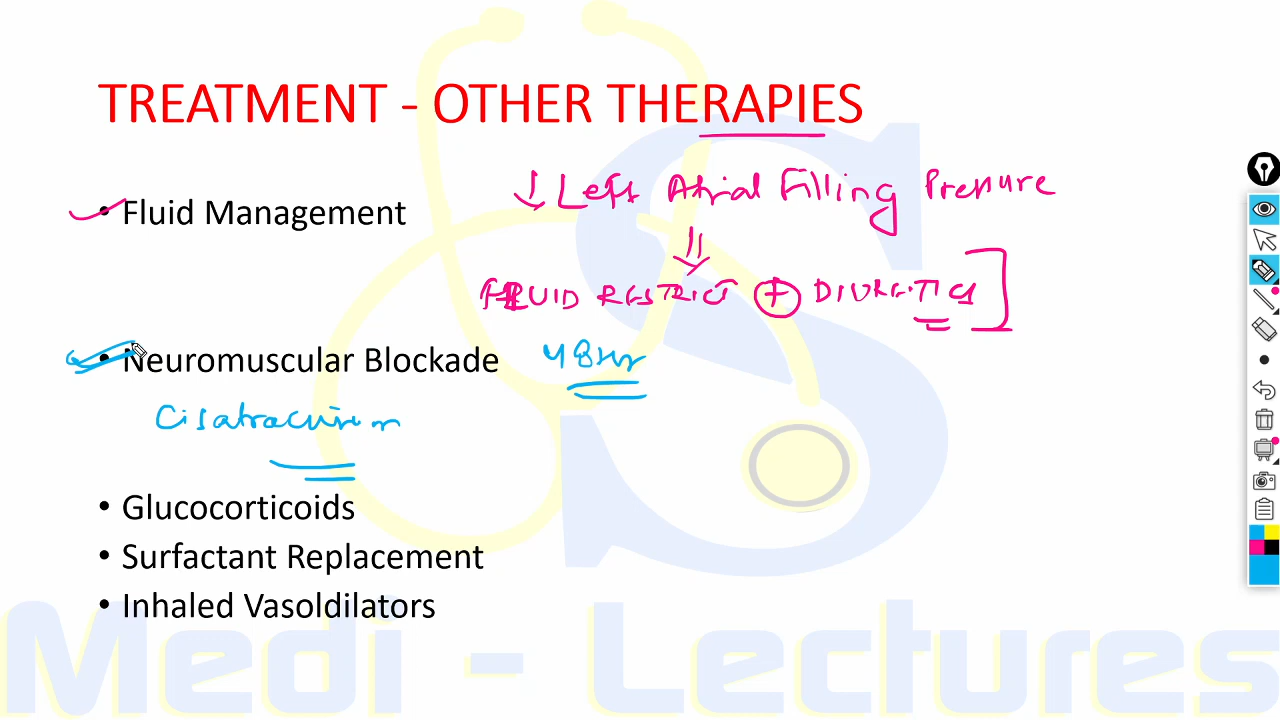 TREATMENT - OTHER THERAPIES
↓ Left Atrial Filling Pressure
• Fluid Management
⇓
FLUID RESTRICT + DIURETICS
• Neuromuscular Blockade 48hr
Cisatracurium
• Glucocorticoids
• Surfactant Replacement
• Inhaled Vasoldilators
Medi - Lectures